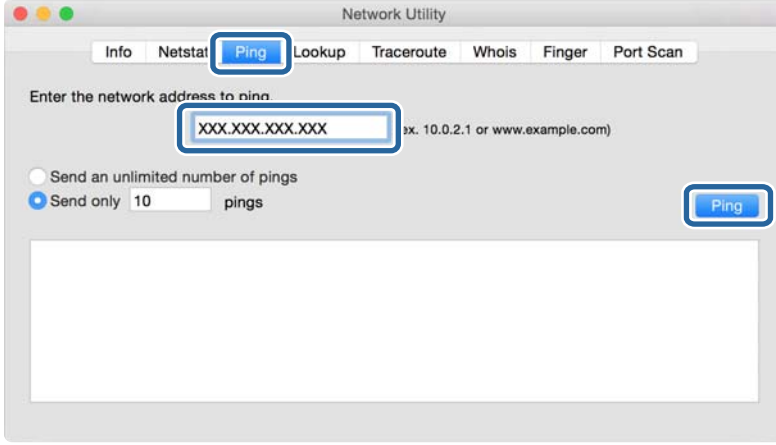 Network Utility
Info Netstat Ping Lookup Traceroute Whois Finger Port Scan
Enter the network address to ping.
XXX.XXX.XXX.XXX ex. 10.0.2.1 or www.example.com)
Send an unlimited number of pings
Send only 10 pings
Ping